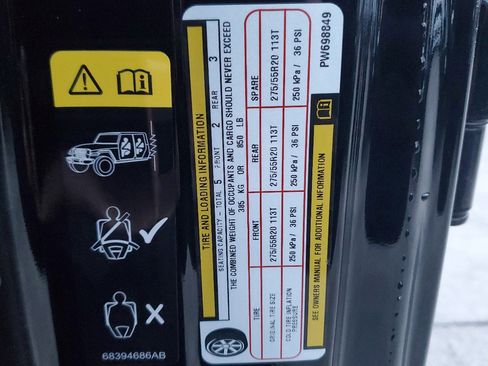 TIRE AND LOADING INFORMATION
SEATING CAPACITY - TOTAL 5 FRONT 2 REAR 3
THE COMBINED WEIGHT OF OCCUPANTS AND CARGO SHOULD NEVER EXCEED
385 KG OR 850 LB
TIRE FRONT REAR SPARE
ORIGINAL TIRE SIZE 275/55R20 113T 275/55R20 113T 275/55R20 113T
COLD TIRE INFLATION PRESSURE 250 kPa / 36 PSI 250 kPa / 36 PSI 250 kPa / 36 PSI
SEE OWNERS MANUAL FOR ADDITIONAL INFORMATION
PW698849
68394686AB